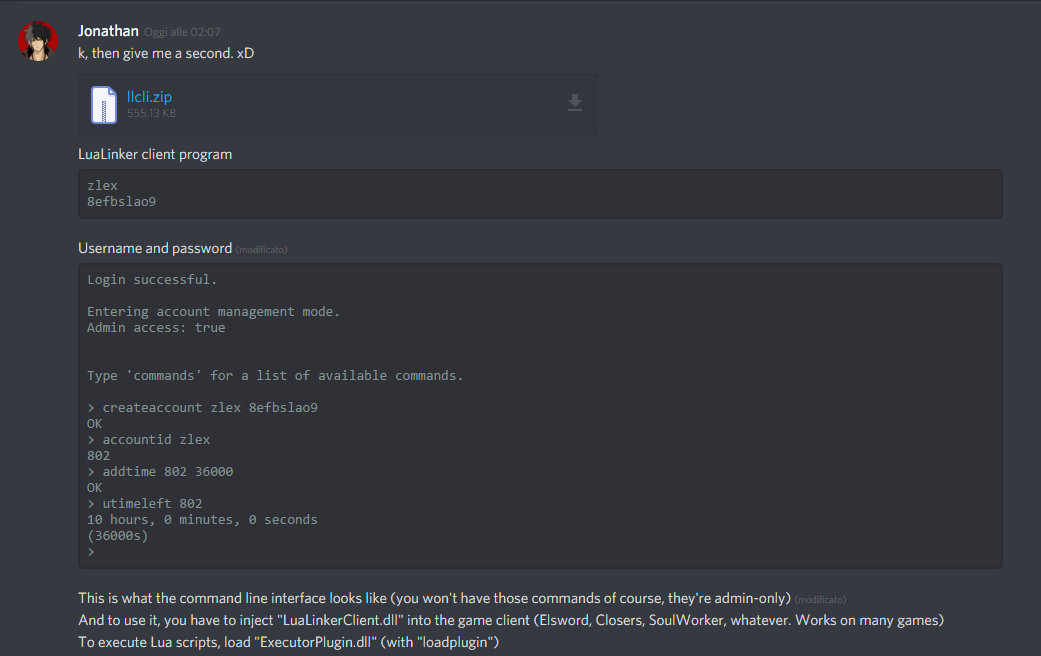 Jonathan Oggi alle 02:07
k, then give me a second. xD
llcli.zip
555.13 KB
LuaLinker client program
zlex
8efbslao9
Username and password (modificato)
Login successful.
Entering account management mode.
Admin access: true
Type 'commands' for a list of available commands.
> createaccount zlex 8efbslao9
OK
> accountid zlex
802
> addtime 802 36000
OK
> utimeleft 802
10 hours, 0 minutes, 0 seconds
(36000s)
>
This is what the command line interface looks like (you won't have those commands of course, they're admin-only) (modificato)
And to use it, you have to inject "LuaLinkerClient.dll" into the game client (Elsword, Closers, SoulWorker, whatever. Works on many games)
To execute Lua scripts, load "ExecutorPlugin.dll" (with "loadplugin")